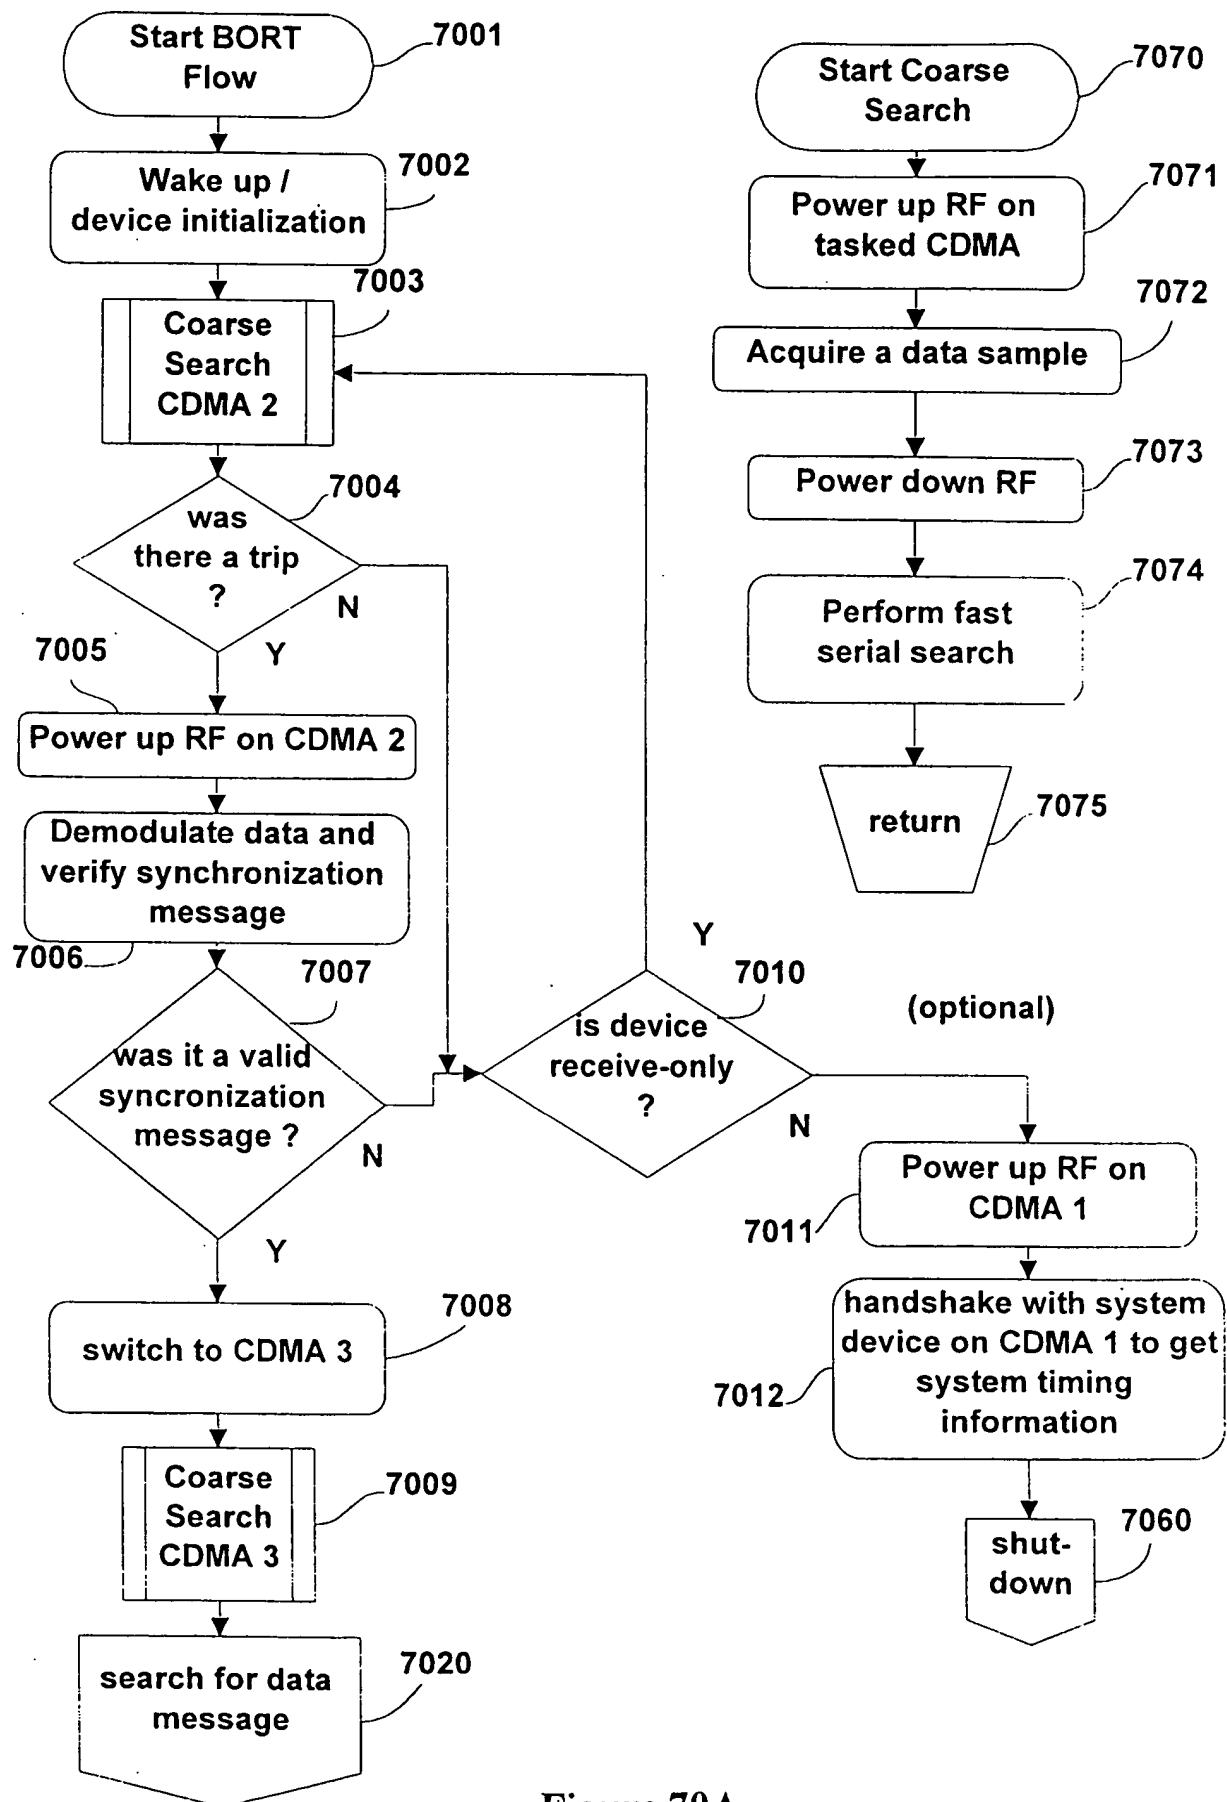 Start BORT
Flow
7001
Wake up /
device initialization
7002
7003
Coarse
Search
CDMA 2
7004
was
there a trip
?
N
Y
7005
Power up RF on CDMA 2
Demodulate data and
verify synchronization
message
7006
7007
was it a valid
syncronization
message ?
N
Y
switch to CDMA 3
7008
Coarse
Search
CDMA 3
7009
search for data
message
7020
Start Coarse
Search
7070
Power up RF on
tasked CDMA
7071
7072
Acquire a data sample
7073
Power down RF
7074
Perform fast
serial search
return
7075
Y
7010
is device
receive-only
?
N
(optional)
Power up RF on
CDMA 1
7011
handshake with system
device on CDMA 1 to get
system timing
information
7012
7060
shut-
down
Figure 70A